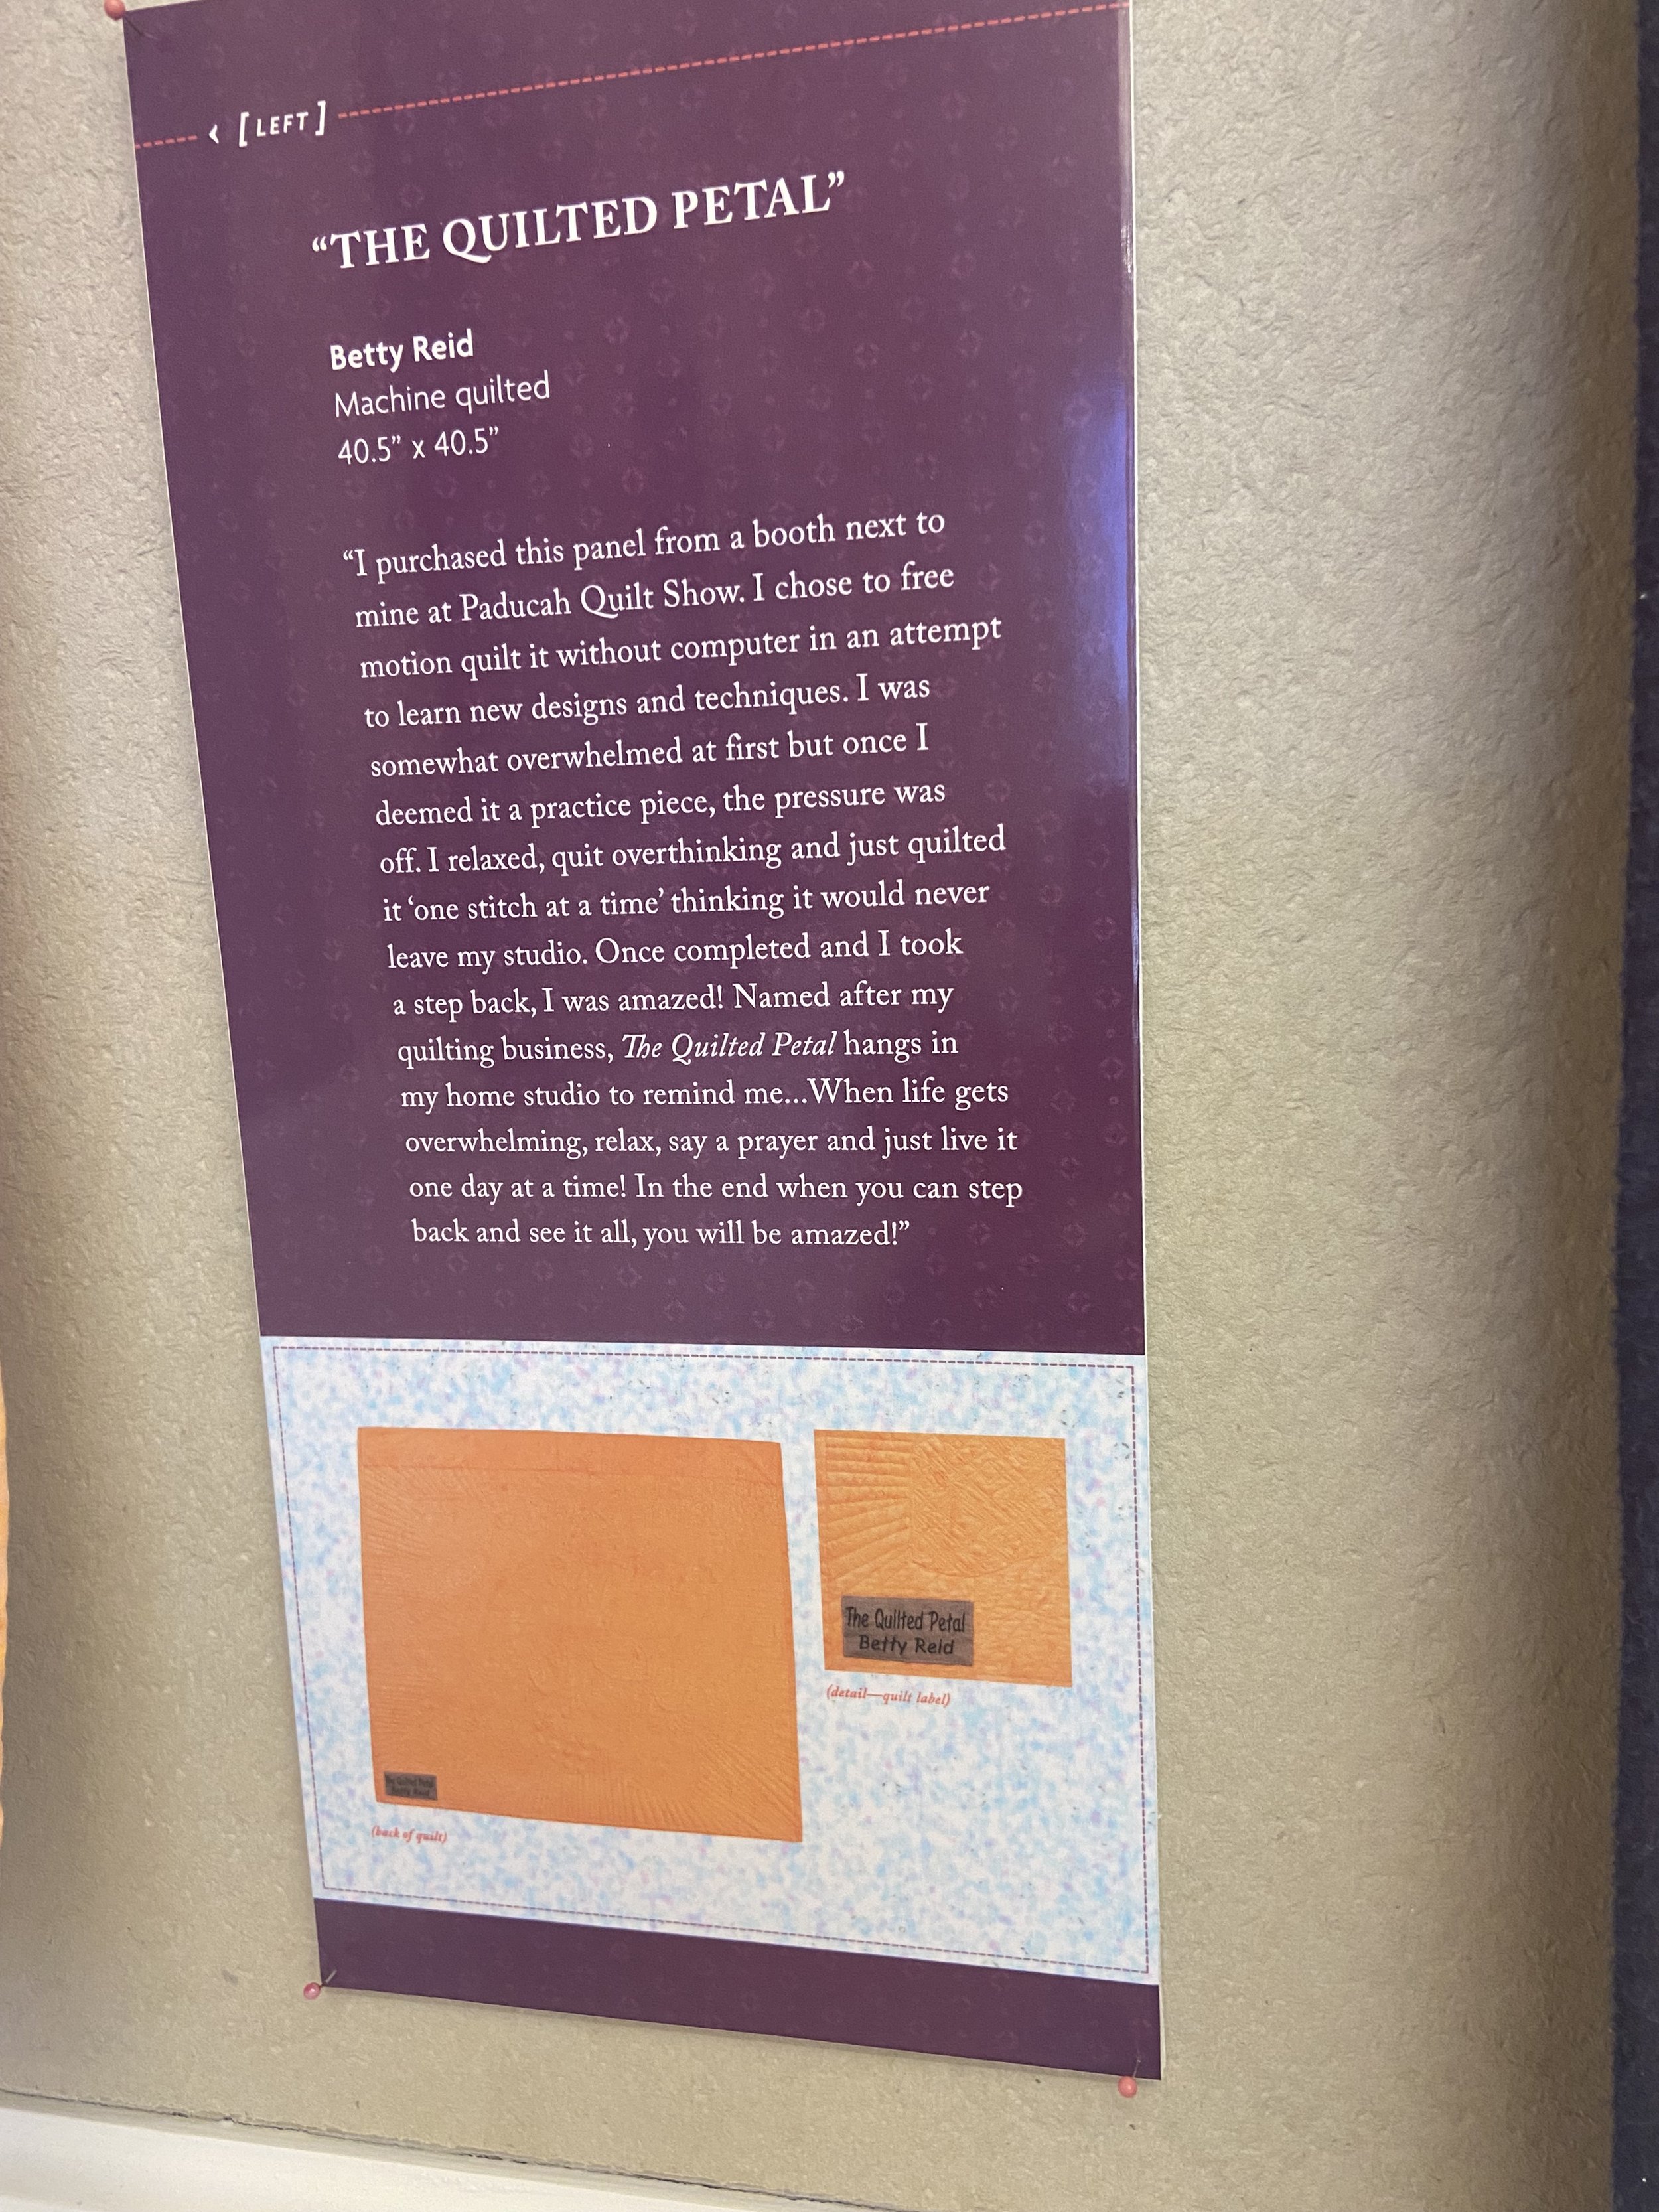 < [LEFT]
“THE QUILTED PETAL”
Betty Reid
Machine quilted
40.5” x 40.5”
“I purchased this panel from a booth next to
mine at Paducah Quilt Show. I chose to free
motion quilt it without computer in an attempt
to learn new designs and techniques. I was
somewhat overwhelmed at first but once I
deemed it a practice piece, the pressure was
off. I relaxed, quit overthinking and just quilted
it ‘one stitch at a time’ thinking it would never
leave my studio. Once completed and I took
a step back, I was amazed! Named after my
quilting business, The Quilted Petal hangs in
my home studio to remind me...When life gets
overwhelming, relax, say a prayer and just live it
one day at a time! In the end when you can step
back and see it all, you will be amazed!”
The Quilted Petal
Betty Reid
(detail—quilt label)
The Quilted Petal
Betty Reid
(back of quilt)